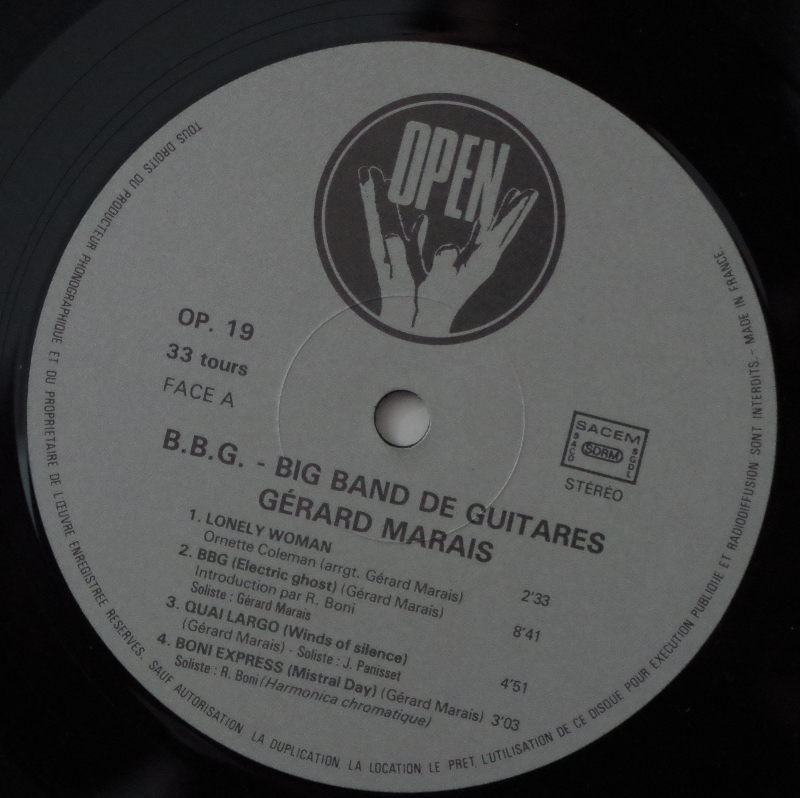 OPEN
OP. 19
33 tours
FACE A
SACEM
SACD
SDRM
SGDL
STÉRÉO
B.B.G. - BIG BAND DE GUITARES
GÉRARD MARAIS
1. LONELY WOMAN
Ornette Coleman (arrgt. Gérard Marais) 2'33
2. BBG (Electric ghost) (Gérard Marais)
Introduction par R. Boni 8'41
Soliste : Gérard Marais
3. QUAI LARGO (Winds of silence)
(Gérard Marais) - Soliste : J. Panisset 4'51
4. BONI EXPRESS (Mistral Day) (Gérard Marais) 3'03
Soliste : R. Boni (Harmonica chromatique)
TOUS DROITS DU PRODUCTEUR PHONOGRAPHIQUE ET DU PROPRIETAIRE DE L'ŒUVRE ENREGISTREE RESERVES. SAUF AUTORISATION LA DUPLICATION, LA LOCATION, LE PRET, L'UTILISATION DE CE DISQUE POUR EXECUTION PUBLIQUE ET RADIODIFFUSION SONT INTERDITS. - MADE IN FRANCE.